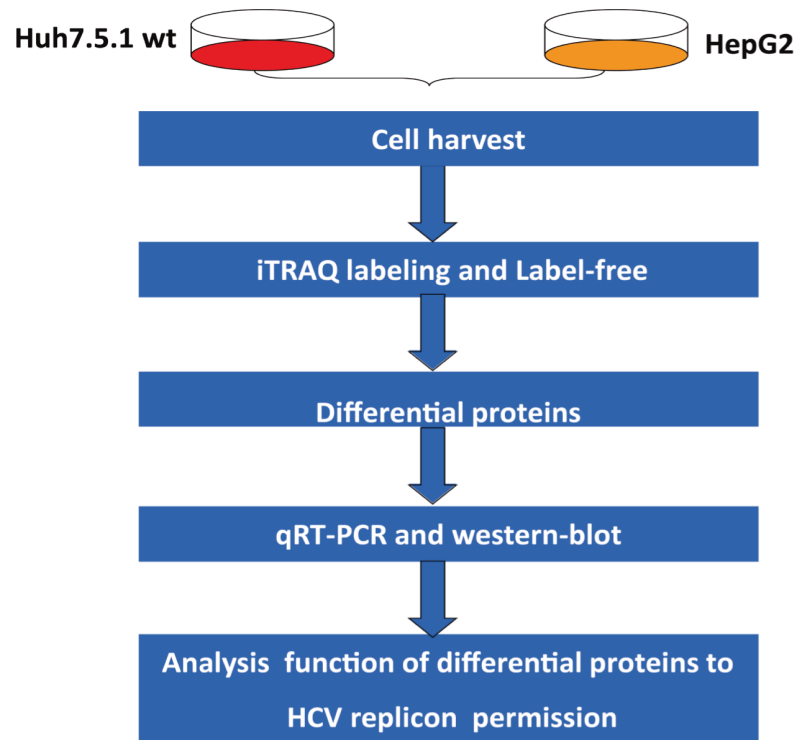 Huh7.5.1 wt
HepG2
Cell harvest
iTRAQ labeling and Label-free
Differential proteins
qRT-PCR and western-blot
Analysis function of differential proteins to
HCV replicon permission